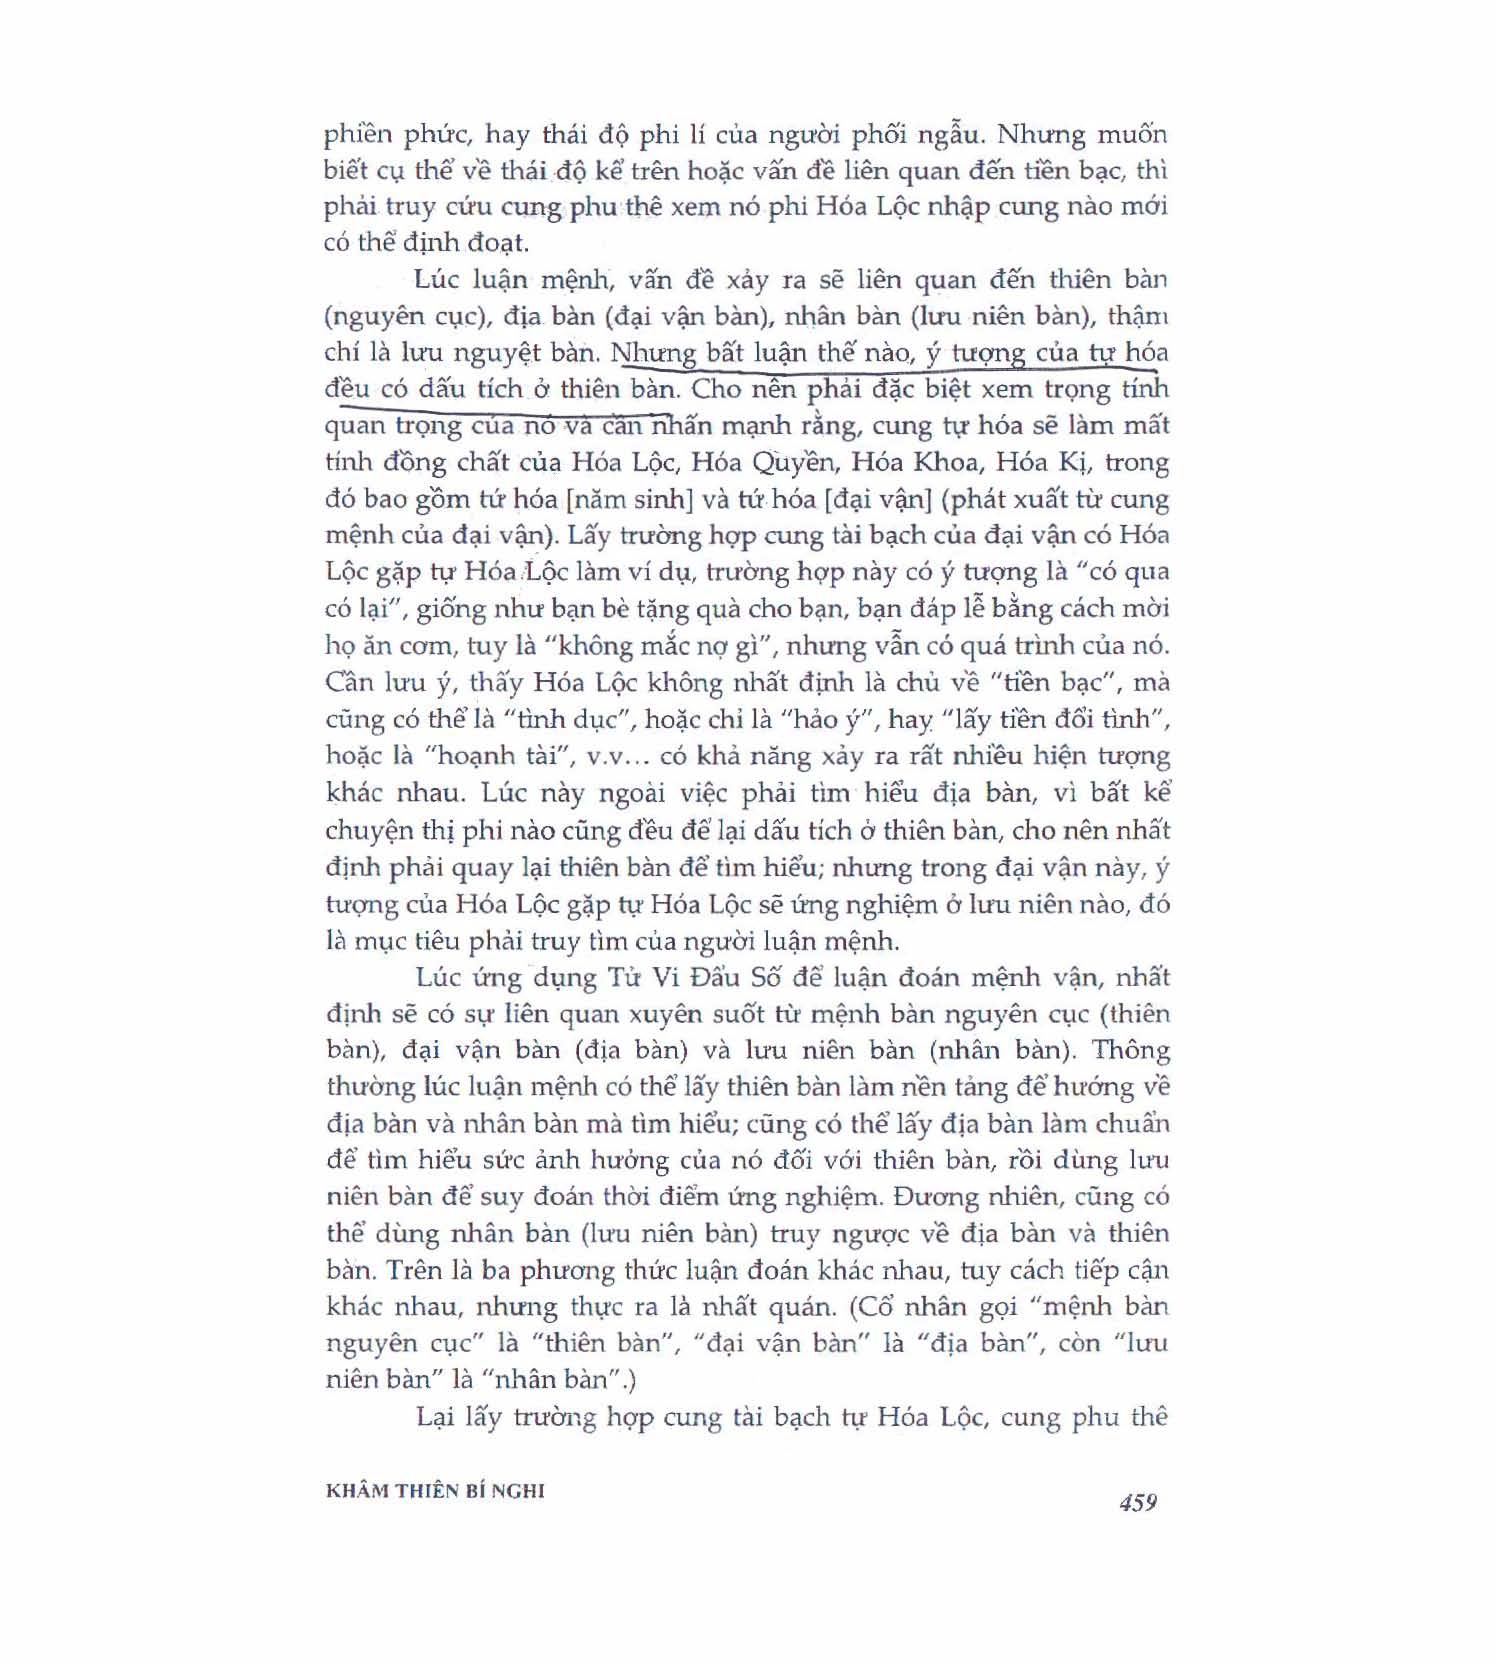 phiền phức, hay thái độ phi lí của người phối ngẫu. Nhưng muốn
biết cụ thể về thái độ kể trên hoặc vấn đề liên quan đến tiền bạc, thì
phải truy cứu cung phu thê xem nó phi Hóa Lộc nhập cung nào mới
có thể định đoạt.
Lúc luận mệnh, vấn đề xảy ra sẽ liên quan đến thiên bàn
(nguyên cục), địa bàn (đại vận bàn), nhân bàn (lưu niên bàn), thậm
chí là lưu nguyệt bàn. Nhưng bất luận thế nào, ý tượng của tự hóa
đều có dấu tích ở thiên bàn. Cho nên phải đặc biệt xem trọng tính
quan trọng của nó và cần nhấn mạnh rằng, cung tự hóa sẽ làm mất
tính đồng chất của Hóa Lộc, Hóa Quyền, Hóa Khoa, Hóa Kị, trong
đó bao gồm tứ hóa [năm sinh] và tứ hóa [đại vận] (phát xuất từ cung
mệnh của đại vận). Lấy trường hợp cung tài bạch của đại vận có Hóa
Lộc gặp tự Hóa Lộc làm ví dụ, trường hợp này có ý tượng là "có qua
có lại", giống như bạn bè tặng quà cho bạn, bạn đáp lễ bằng cách mời
họ ăn cơm, tuy là "không mắc nợ gì", nhưng vẫn có quá trình của nó.
Cần lưu ý, thấy Hóa Lộc không nhất định là chủ về "tiền bạc", mà
cũng có thể là "tình dục", hoặc chỉ là "hảo ý", hay "lấy tiền đổi tình",
hoặc là "hoạnh tài", v.v... có khả năng xảy ra rất nhiều hiện tượng
khác nhau. Lúc này ngoài việc phải tìm hiểu địa bàn, vì bất kể
chuyện thị phi nào cũng đều để lại dấu tích ở thiên bàn, cho nên nhất
định phải quay lại thiên bàn để tìm hiểu; nhưng trong đại vận này, ý
tượng của Hóa Lộc gặp tự Hóa Lộc sẽ ứng nghiệm ở lưu niên nào, đó
là mục tiêu phải truy tìm của người luận mệnh.
Lúc ứng dụng Tử Vi Đẩu Số để luận đoán mệnh vận, nhất
định sẽ có sự liên quan xuyên suốt từ mệnh bàn nguyên cục (thiên
bàn), đại vận bàn (địa bàn) và lưu niên bàn (nhân bàn). Thông
thường lúc luận mệnh có thể lấy thiên bàn làm nền tảng để hướng về
địa bàn và nhân bàn mà tìm hiểu; cũng có thể lấy địa bàn làm chuẩn
để tìm hiểu sức ảnh hưởng của nó đối với thiên bàn, rồi dùng lưu
niên bàn để suy đoán thời điểm ứng nghiệm. Đương nhiên, cũng có
thể dùng nhân bàn (lưu niên bàn) truy ngược về địa bàn và thiên
bàn. Trên là ba phương thức luận đoán khác nhau, tuy cách tiếp cận
khác nhau, nhưng thực ra là nhất quán. (Cổ nhân gọi "mệnh bàn
nguyên cục" là "thiên bàn", "đại vận bàn" là "địa bàn", còn "lưu
niên bàn" là "nhân bàn".)
Lại lấy trường hợp cung tài bạch tự Hóa Lộc, cung phu thê
KHÂM THIÊN BÍ NGHI
459